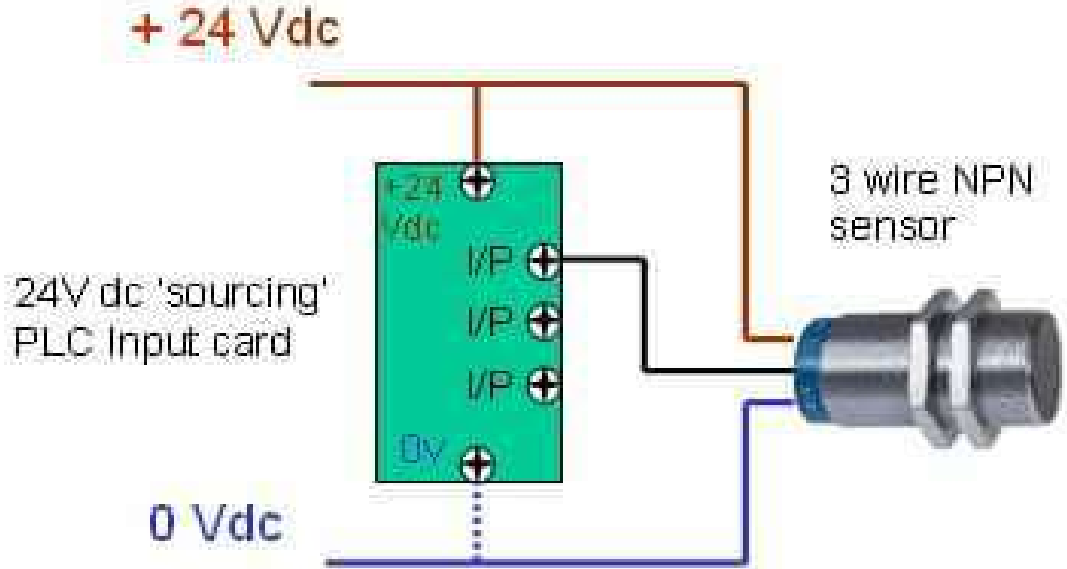 + 24 Vdc
+24
Vdc
I/P
I/P
I/P
0V
3 wire NPN
sensor
24V dc 'sourcing'
PLC Input card
0 Vdc